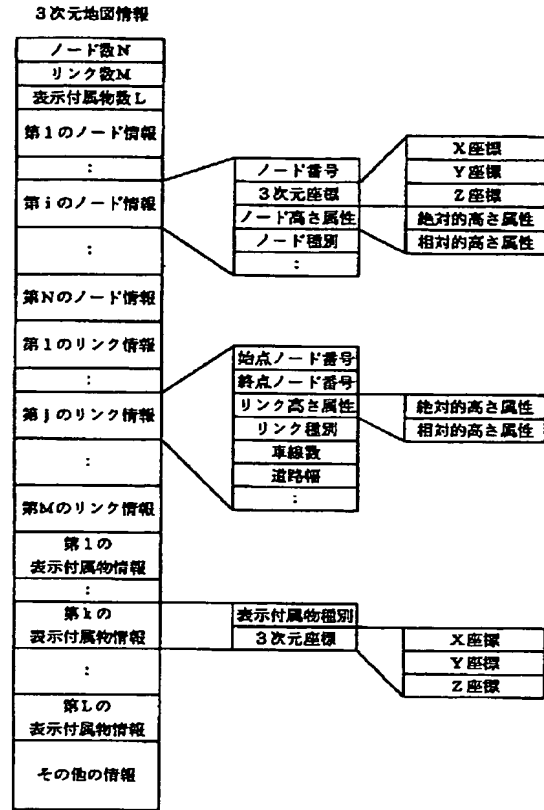 3次元地図情報
ノード数N
リンク数M
表示付属物数L
第1のノード情報
:
第iのノード情報
:
第Nのノード情報
第1のリンク情報
:
第jのリンク情報
:
第Mのリンク情報
第1の
表示付属物情報
:
第kの
表示付属物情報
:
第Lの
表示付属物情報
その他の情報
ノード番号
3次元座標
ノード高さ属性
ノード種別
:
X座標
Y座標
Z座標
絶対的高さ属性
相対的高さ属性
始点ノード番号
終点ノード番号
リンク高さ属性
リンク種別
車線数
道路幅
:
絶対的高さ属性
相対的高さ属性
表示付属物種別
3次元座標
X座標
Y座標
Z座標